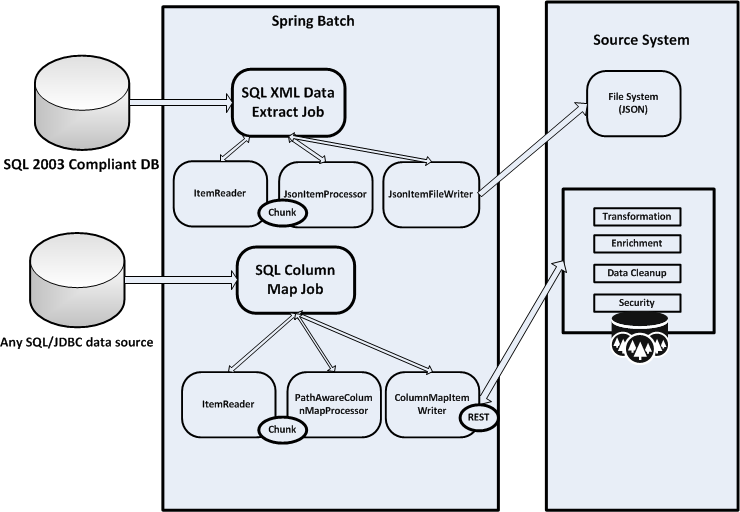 Spring Batch
Source System
SQL XML Data
Extract Job
File System
(JSON)
SQL 2003 Compliant DB
ItemReader
JsonItemProcessor
JsonItemFileWriter
Chunk
Transformation
Enrichment
Data Cleanup
Security
SQL Column
Map Job
Any SQL/JDBC data source
ItemReader
PathAwareColum
nMapProcessor
ColumnMapItem
Writer
Chunk
REST